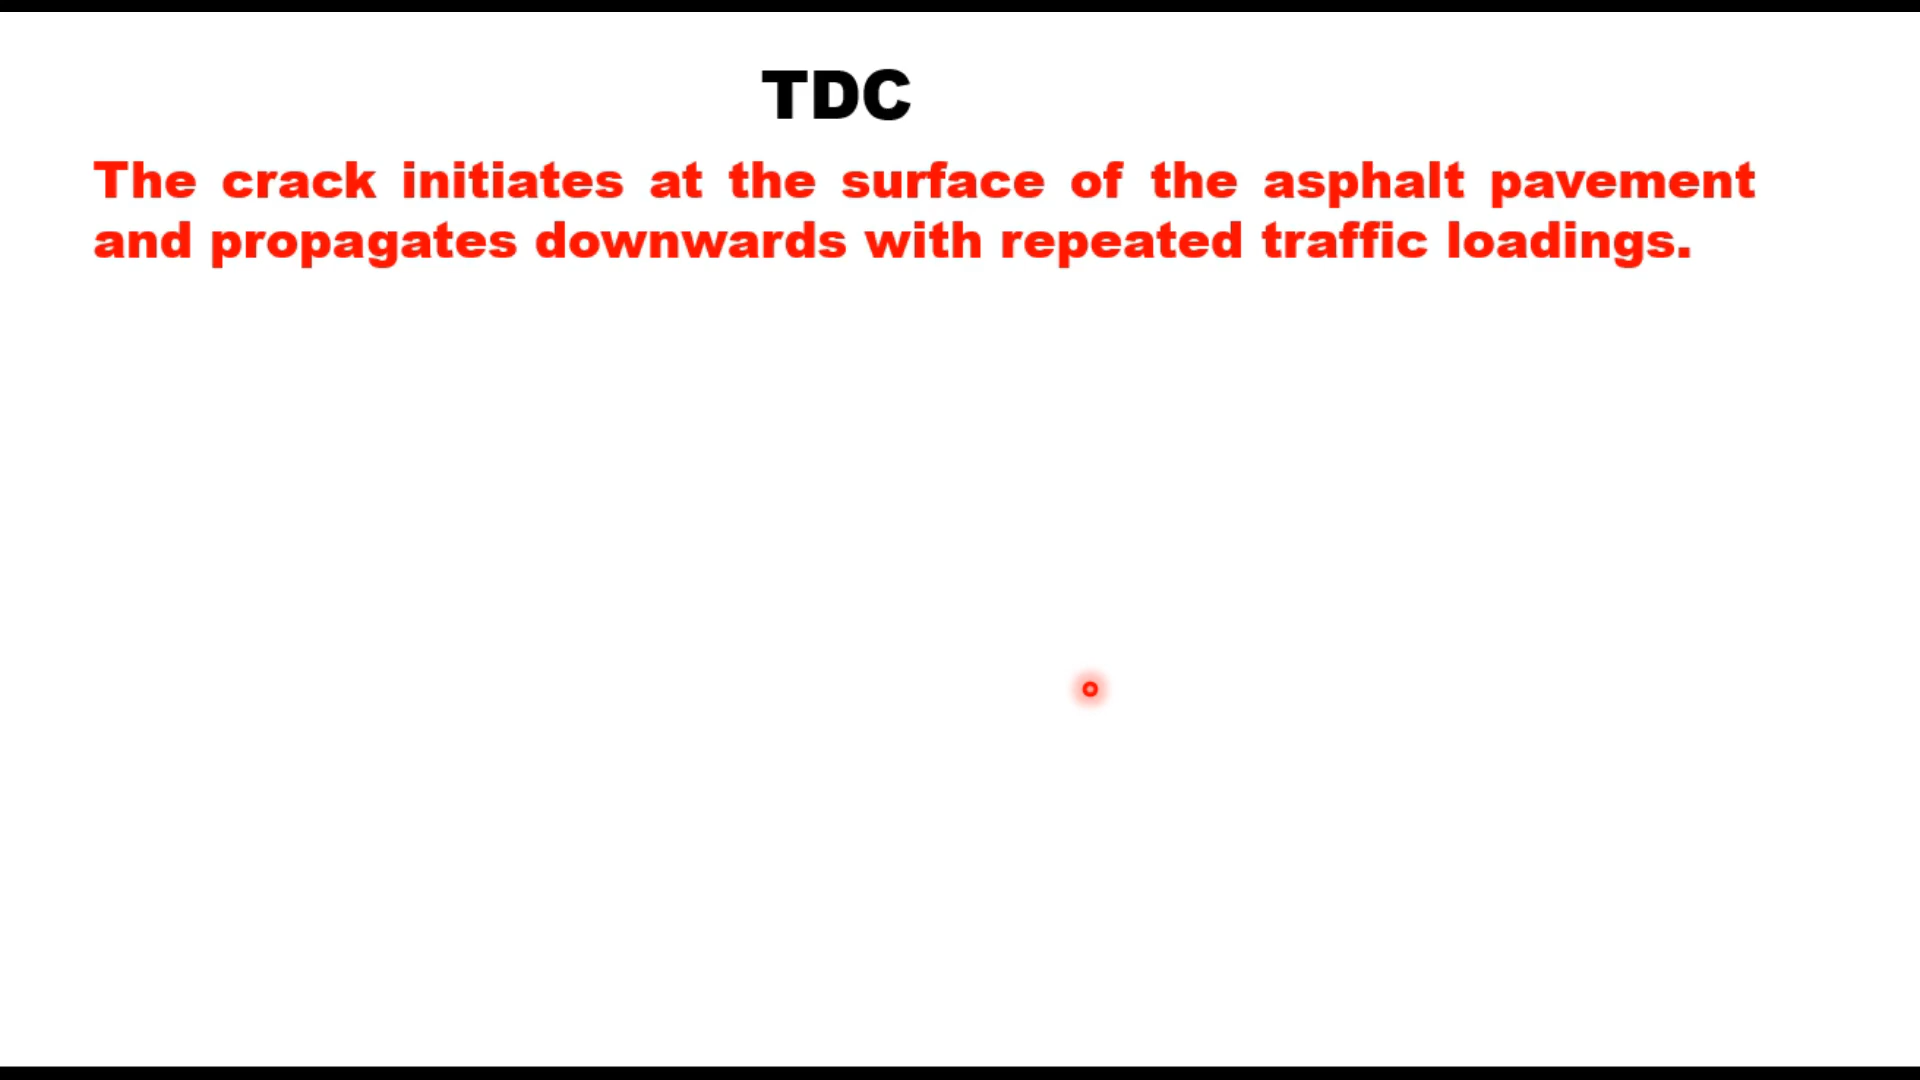 TDC
The crack initiates at the surface of the asphalt pavement
and propagates downwards with repeated traffic loadings.